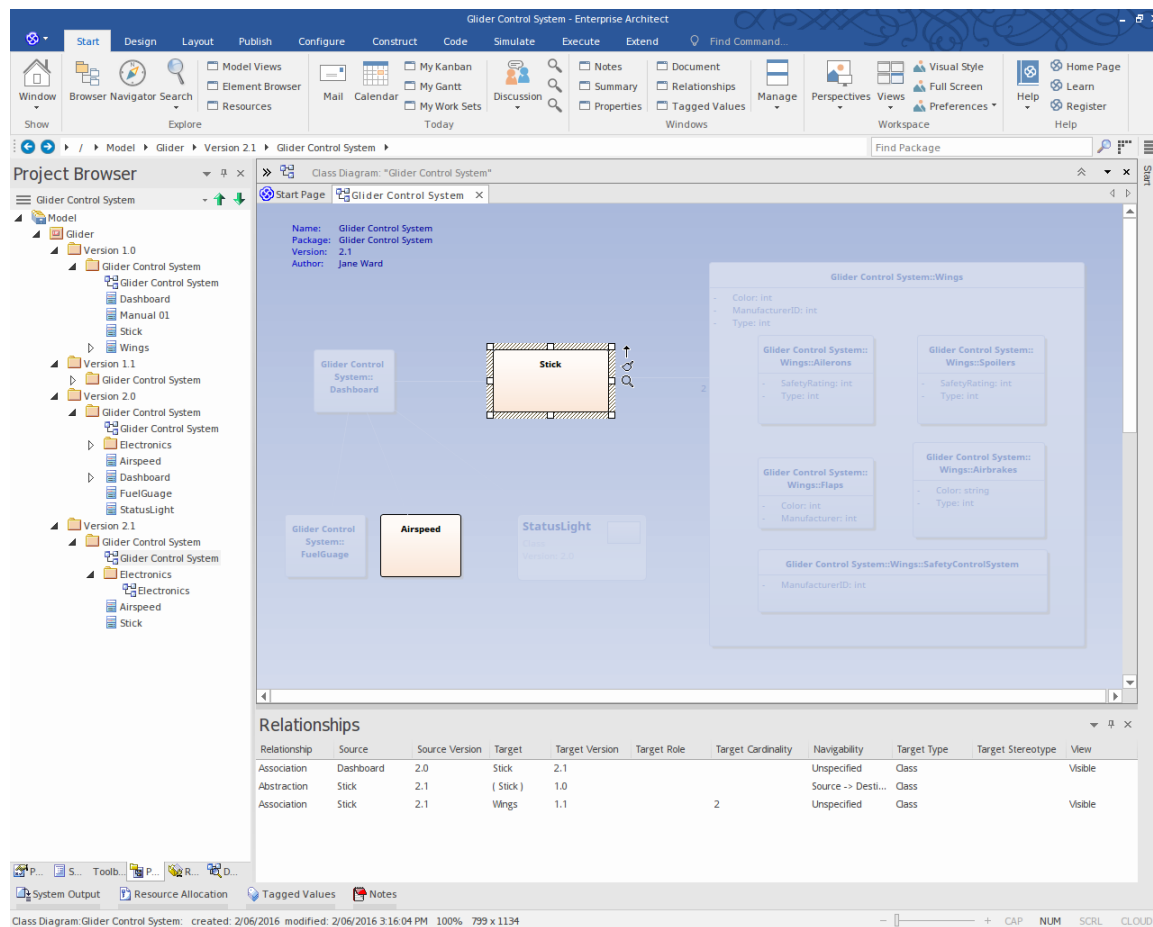 Glider Control System - Enterprise Architect
Start Design Layout Publish Configure Construct Code Simulate Execute Extend Find Command...
Window Browser Navigator Search Model Views Element Browser Resources
Mail Calendar My Kanban My Gantt My Work Sets Discussion
Notes Summary Properties Document Relationships Tagged Values Manage
Perspectives Views Visual Style Full Screen Preferences Help Home Page Learn Register
Show Explore Today Windows Workspace Help
/ Model Glider Version 2.1 Glider Control System Find Package
Start
Project Browser
Glider Control System
Model
Glider
Version 1.0
Glider Control System
Glider Control System
Dashboard
Manual 01
Stick
Wings
Version 1.1
Glider Control System
Version 2.0
Glider Control System
Glider Control System
Electronics
Airspeed
Dashboard
FuelGuage
StatusLight
Version 2.1
Glider Control System
Glider Control System
Electronics
Electronics
Airspeed
Stick
P... S... Toolb... P... R... D...
Class Diagram: "Glider Control System"
Start Page Glider Control System
Name: Glider Control System
Package: Glider Control System
Version: 2.1
Author: Jane Ward
Glider Control System::Wings
- Color: int
- ManufacturerID: int
- Type: int
Glider Control
System::
Dashboard
Stick
2
Glider Control System::
Wings::Ailerons
- SafetyRating: int
- Type: int
Glider Control System::
Wings::Spoilers
- SafetyRating: int
- Type: int
Glider Control System::
Wings::Flaps
- Color: int
- Manufacturer: int
Glider Control System::
Wings::Airbrakes
- Color: string
- Type: int
Glider Control
System::
FuelGuage
Airspeed
StatusLight
Version 2.0
Glider Control System::Wings::SafetyControlSystem
- ManufacturerID: int
Relationships
Relationship Source Source Version Target Target Version Target Role Target Cardinality Navigability Target Type Target Stereotype View
Association Dashboard 2.0 Stick 2.1 Unspecified Class Visible
Abstraction Stick 2.1 ( Stick ) 1.0 Source -> Desti... Class
Association Stick 2.1 Wings 1.1 2 Unspecified Class Visible
System Output Resource Allocation Tagged Values Notes
Class Diagram:Glider Control System: created: 2/06/2016 modified: 2/06/2016 3:16:04 PM 100% 799 x 1134 CAP NUM SCRL CLOUD